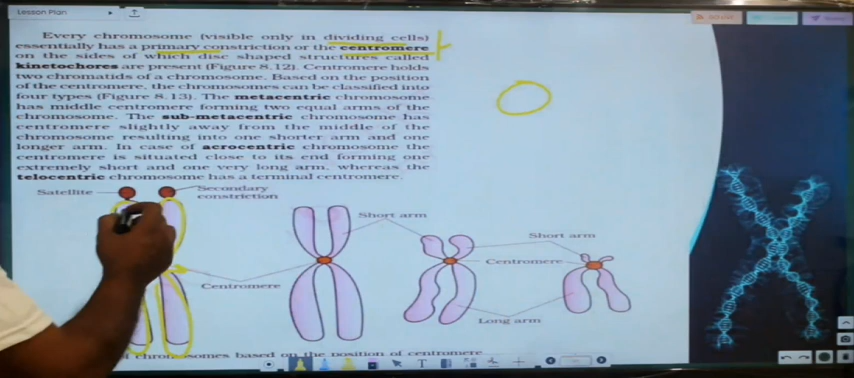 Lesson Plan
Every chromosome (visible only in dividing cells)
essentially has a primary constriction or the centromere
on the sides of which disc shaped structures called
kinetochores are present (Figure 8.12). Centromere holds
two chromatids of a chromosome. Based on the position
of the centromere, the chromosomes can be classified into
four types (Figure 8.13). The metacentric chromosome
has middle centromere forming two equal arms of the
chromosome. The sub-metacentric chromosome has
centromere slightly away from the middle of the
chromosome resulting into one shorter arm and one
longer arm. In case of acrocentric chromosome the
centromere is situated close to its end forming one
extremely short and one very long arm, whereas the
telocentric chromosome has a terminal centromere.
Satellite
Secondary
constriction
Short arm
Short arm
Centromere
Centromere
Long arm
chromosomes based on the position of centromere